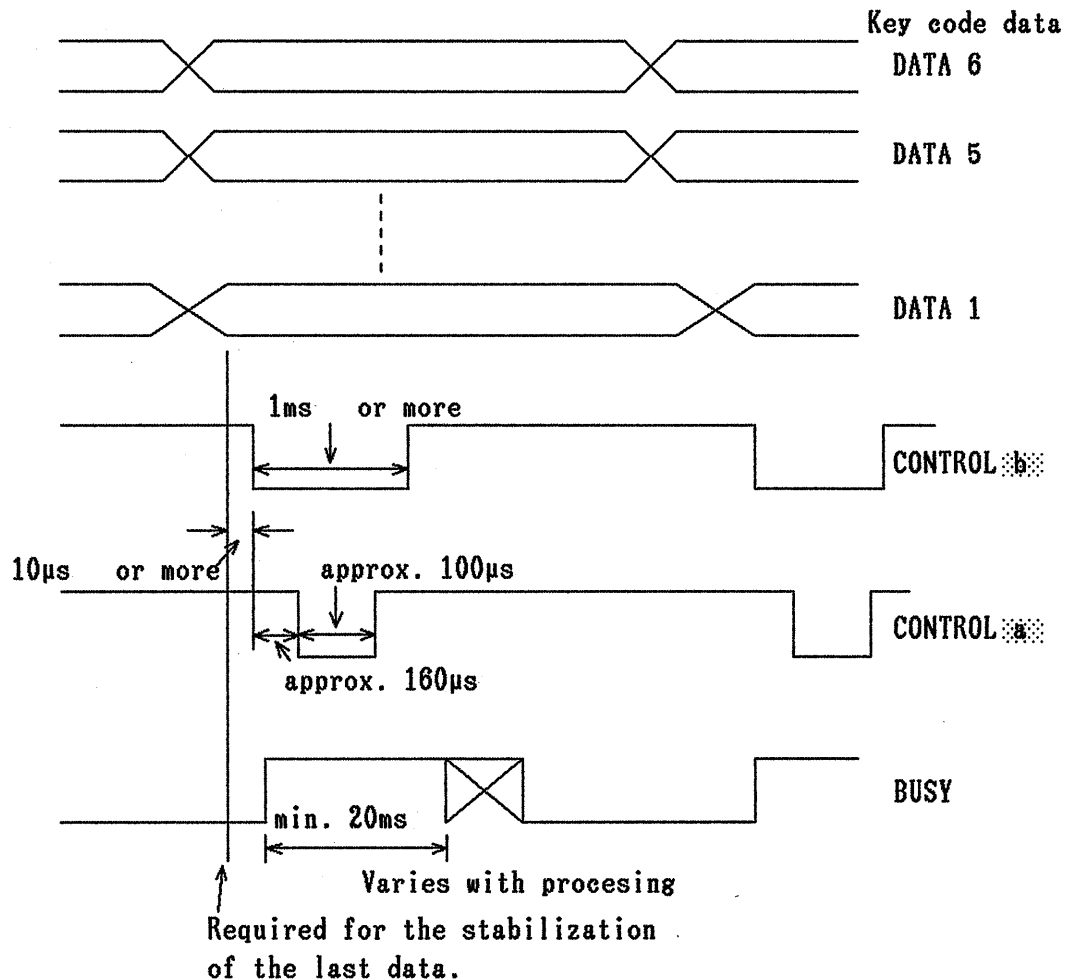 Key code data
DATA 6
DATA 5
DATA 1
1ms or more
CONTROL b
10μs or more
approx. 100μs
CONTROL a
approx. 160μs
BUSY
min. 20ms
Varies with procesing
Required for the stabilization
of the last data.